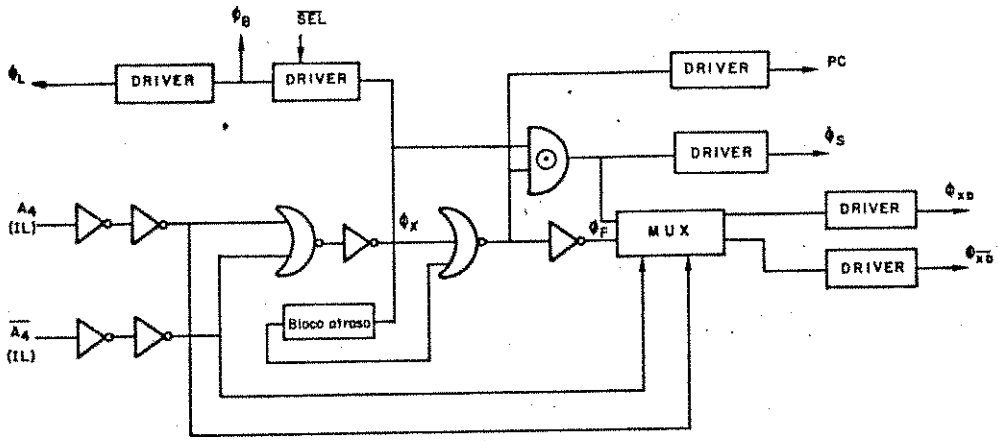 ϕB
SEL
ϕL
DRIVER
DRIVER
DRIVER
PC
⊙
DRIVER
ϕS
A4
(IL)
ϕX
ϕF
MUX
DRIVER
ϕXD
DRIVER
ϕXD
A4
(IL)
Bloco atraso